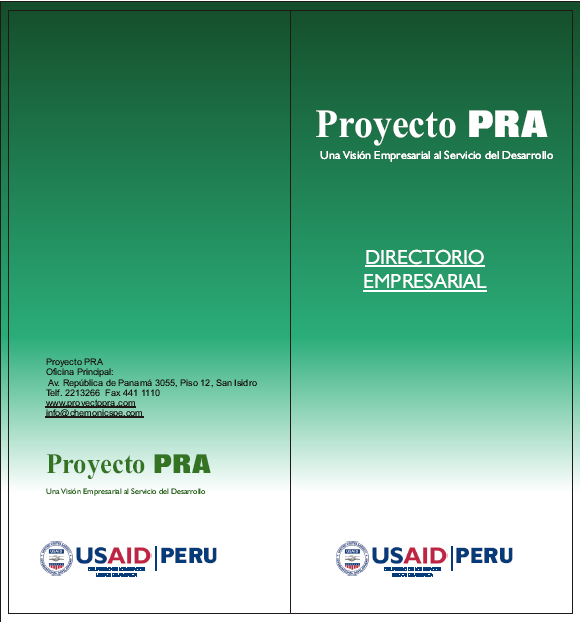 Proyecto PRA
Una Visión Empresarial al Servicio del Desarrollo
DIRECTORIO
EMPRESARIAL
Proyecto PRA
Oficina Principal:
Av. República de Panamá 3055, Piso 12, San Isidro
Telf. 2213266 Fax 441 1110
www.proyectopra.com
info@chemonicspe.com
Proyecto PRA
Una Visión Empresarial al Servicio del Desarrollo
USAID PERU
USAID PERU